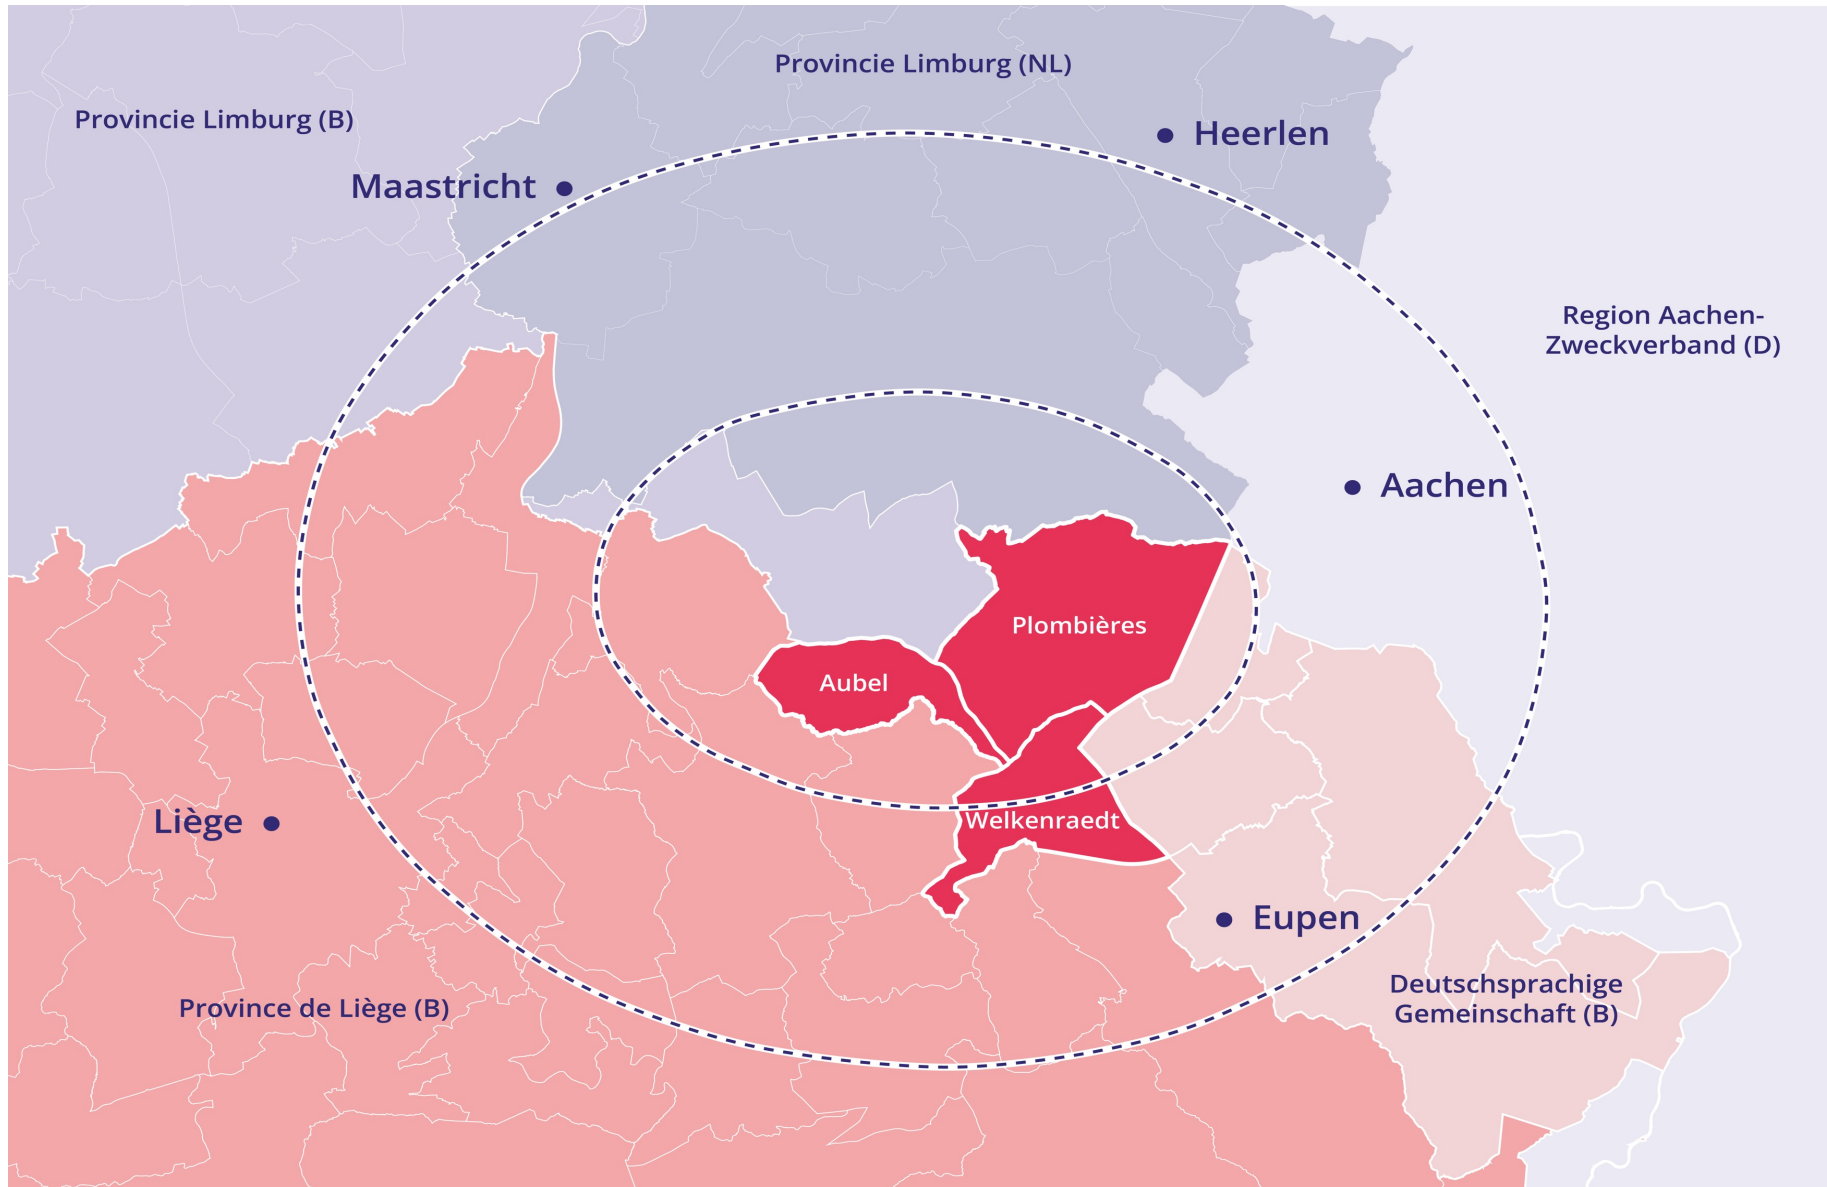 Provincie Limburg (NL)
Provincie Limburg (B)
Heerlen
Maastricht
Region Aachen-
Zweckverband (D)
Aachen
Plombières
Aubel
Welkenraedt
Liège
Eupen
Deutschsprachige
Gemeinschaft (B)
Province de Liège (B)